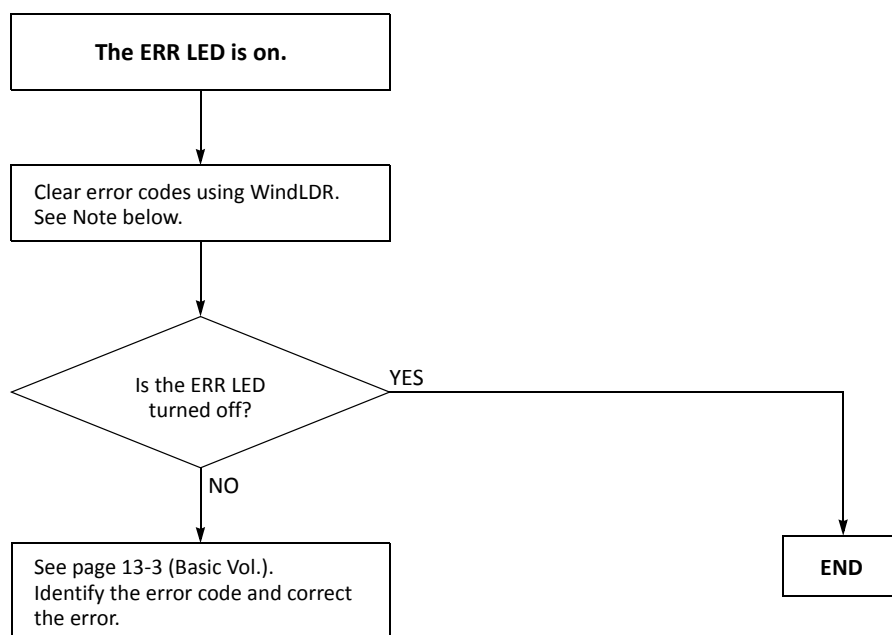 The ERR LED is on.
Clear error codes using WindLDR.
See Note below.
Is the ERR LED
turned off?
YES
NO
See page 13-3 (Basic Vol.).
Identify the error code and correct
the error.
END